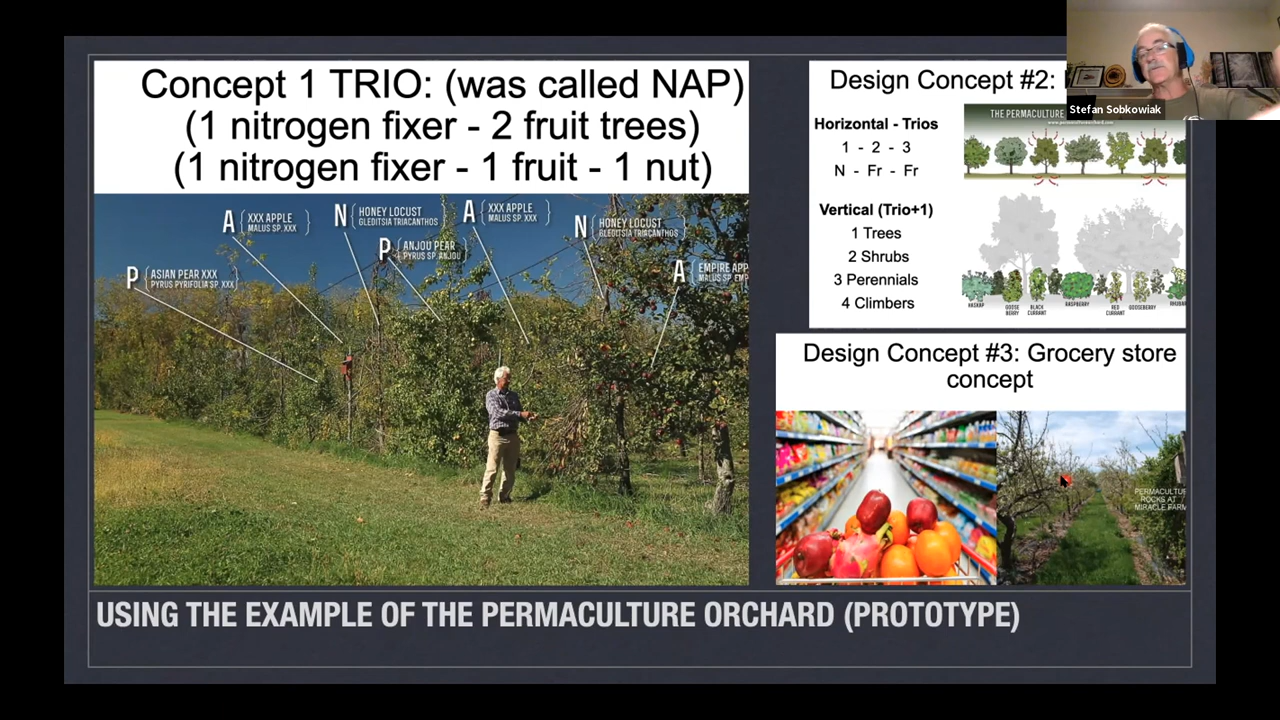 Concept 1 TRIO: (was called NAP)
(1 nitrogen fixer - 2 fruit trees)
(1 nitrogen fixer - 1 fruit - 1 nut)
A XXX APPLE
MALUS SP. XXX
N HONEY LOCUST
GLEDITSIA TRIACANTHOS
A XXX APPLE
MALUS SP. XXX
P ANJOU PEAR
PYRUS SP. ANJOU
N HONEY LOCUST
GLEDITSIA TRIACANTHOS
P ASIAN PEAR XXX
PYRUS PYRIFOLIA SP. XXX
A EMPIRE APP
MALUS SP. EMP
Design Concept #2:
Horizontal - Trios
1 - 2 - 3
N - Fr - Fr
Vertical (Trio+1)
1 Trees
2 Shrubs
3 Perennials
4 Climbers
THE PERMACULTURE
HASKAP
GOOSE
BERRY
BLACK
CURRANT
RASPBERRY
RED
CURRANT
GOOSEBERRY
RHUBAR
Stefan Sobkowiak
Design Concept #3: Grocery store
concept
PERMACULTUR
ROCKS AT
MIRACLE FARM
USING THE EXAMPLE OF THE PERMACULTURE ORCHARD (PROTOTYPE)